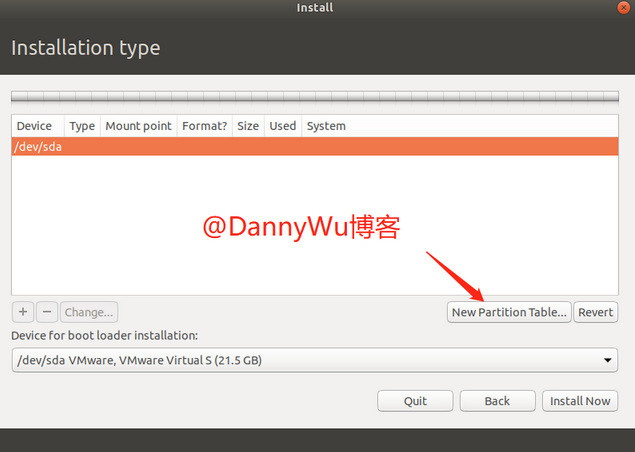 Install
Installation type
Device Type Mount point Format? Size Used System
/dev/sda
@DannyWu博客
+ − Change... New Partition Table... Revert
Device for boot loader installation:
/dev/sda VMware, VMware Virtual S (21.5 GB)
Quit Back Install Now